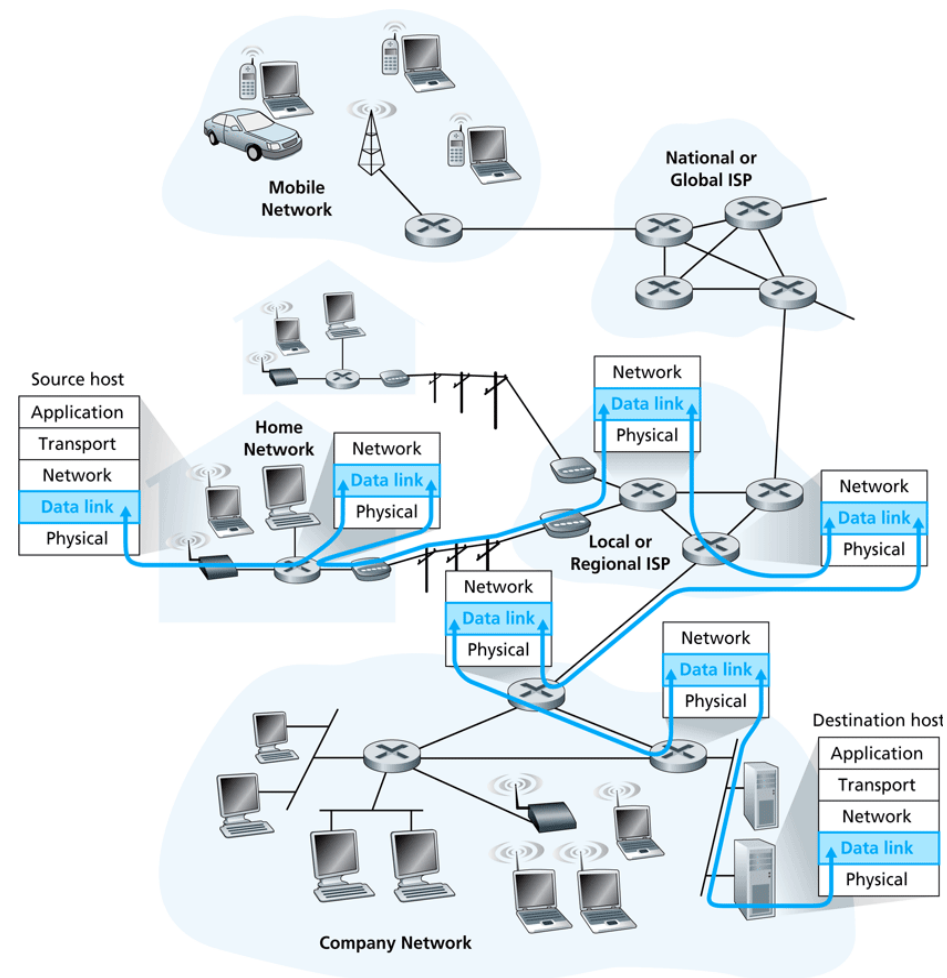 National or
Global ISP
Mobile
Network
Source host
Application
Transport
Network
Data link
Physical
Home
Network
Network
Data link
Physical
Network
Data link
Physical
Local or
Regional ISP
Network
Data link
Physical
Network
Data link
Physical
Network
Data link
Physical
Destination host
Application
Transport
Network
Data link
Physical
Company Network